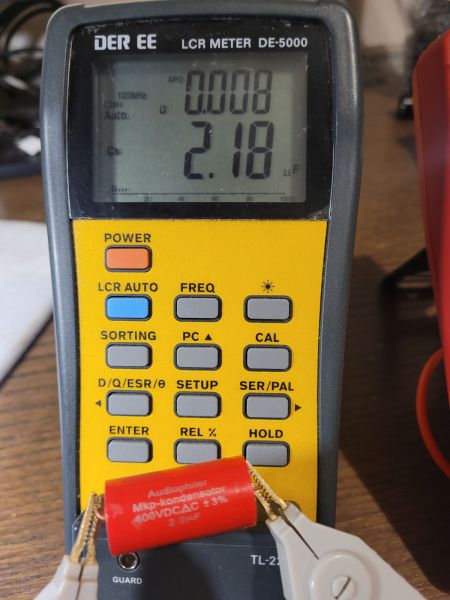 DER EE LCR METER DE-5000
APO
100kHz D 0.008
Auto
Cs 2.18 µF
POWER
LCR AUTO FREQ ☀
SORTING PC ▲ CAL
D/Q/ESR/θ SETUP SER/PAL
◀ ▶
ENTER REL % HOLD
Audiophiler
Mkp-kondensator
400VDCΔC ±3%
GUARD